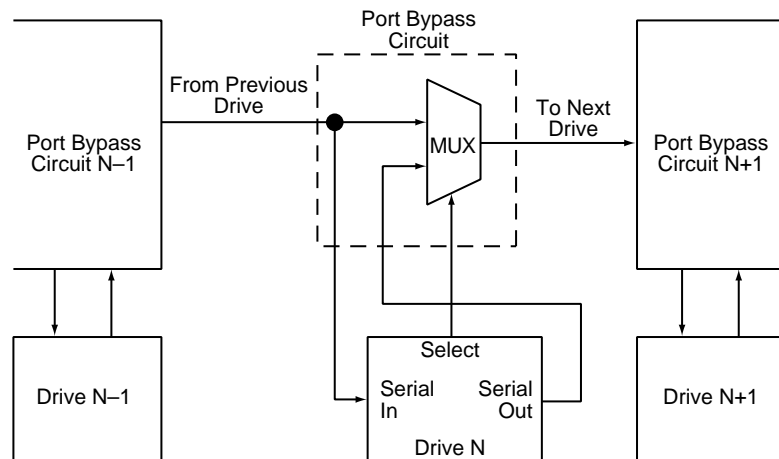 Port Bypass
Circuit
From Previous
Drive
To Next
Drive
Port Bypass
Circuit N–1
MUX
Port Bypass
Circuit N+1
Select
Drive N–1
Serial
In
Serial
Out
Drive N+1
Drive N